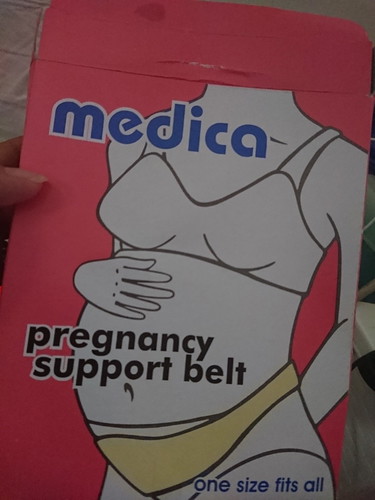 medica
pregnancy
support belt
one size fits all